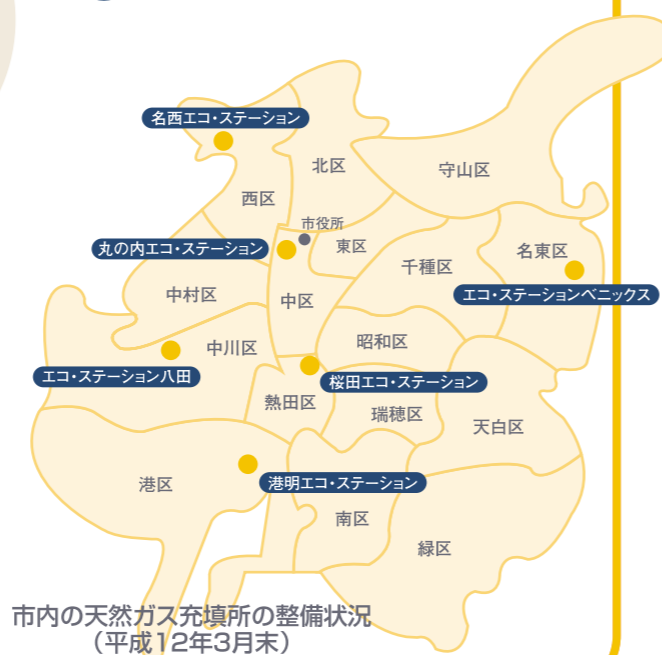 名西エコ・ステーション
北区
守山区
西区
市役所
丸の内エコ・ステーション
東区
名東区
千種区
中村区
中区
エコ・ステーションベニックス
昭和区
中川区
エコ・ステーション八田
桜田エコ・ステーション
熱田区
瑞穂区
天白区
港区
港明エコ・ステーション
南区
緑区
市内の天然ガス充填所の整備状況
（平成12年3月末）